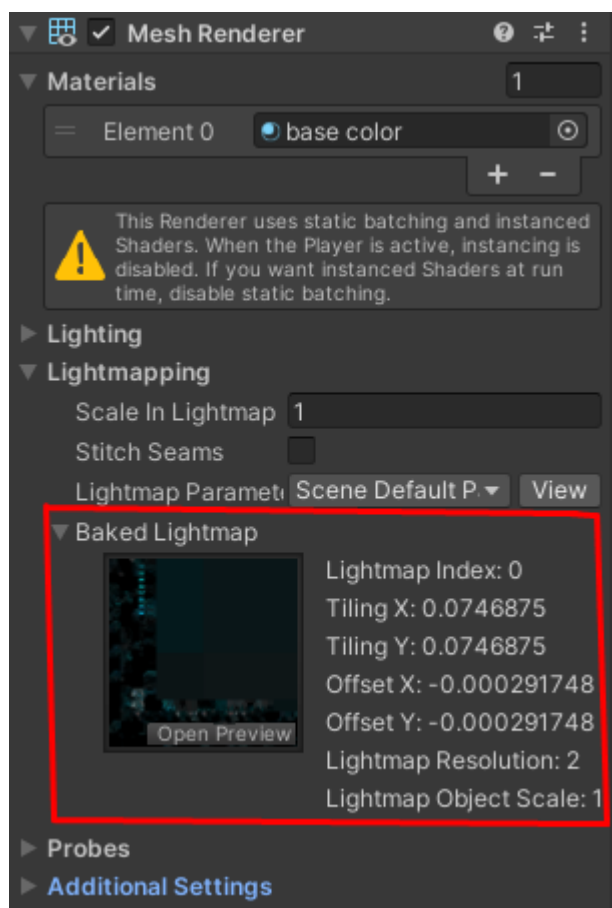 Mesh Renderer
Materials 1
Element 0 base color
This Renderer uses static batching and instanced
Shaders. When the Player is active, instancing is
disabled. If you want instanced Shaders at run
time, disable static batching.
Lighting
Lightmapping
Scale In Lightmap 1
Stitch Seams
Lightmap Paramet Scene Default P View
Baked Lightmap
Lightmap Index: 0
Tiling X: 0.0746875
Tiling Y: 0.0746875
Offset X: -0.000291748
Offset Y: -0.000291748
Open Preview
Lightmap Resolution: 2
Lightmap Object Scale: 1
Probes
Additional Settings